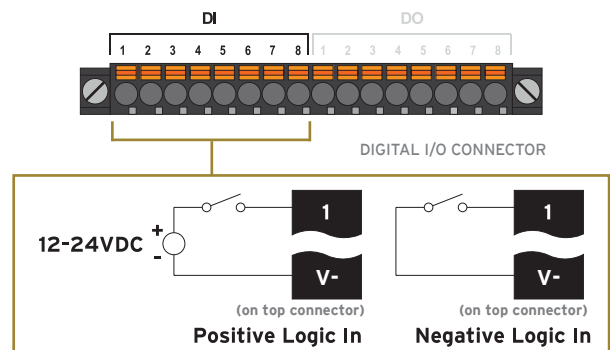 DI DO
1 2 3 4 5 6 7 8 1 2 3 4 5 6 7 8
DIGITAL I/O CONNECTOR
1 1
12-24VDC + -
V- V-
(on top connector) (on top connector)
Positive Logic In Negative Logic In